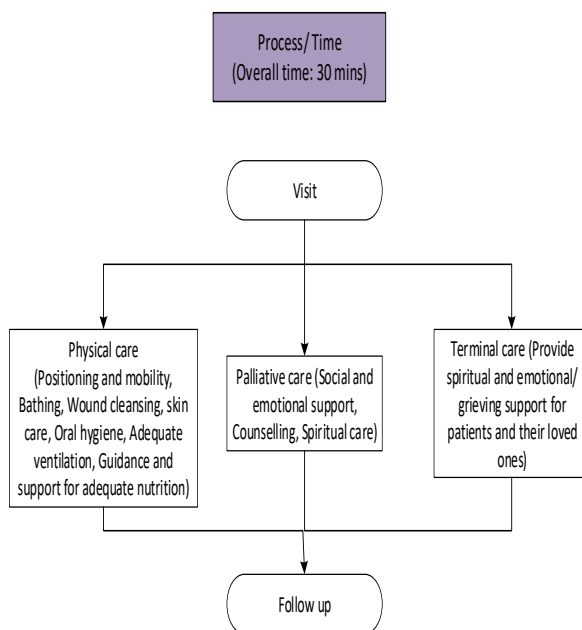 Process/ Time
(Overall time: 30 mins)
Visit
Physical care
(Positioning and mobility,
Bathing, Wound cleansing, skin
care, Oral hygiene, Adequate
ventilation, Guidance and
support for adequate nutrition)
Palliative care (Social and
emotional support,
Counselling, Spiritual care)
Terminal care (Provide
spiritual and emotional/
grieving support for
patients and their loved
ones)
Follow up